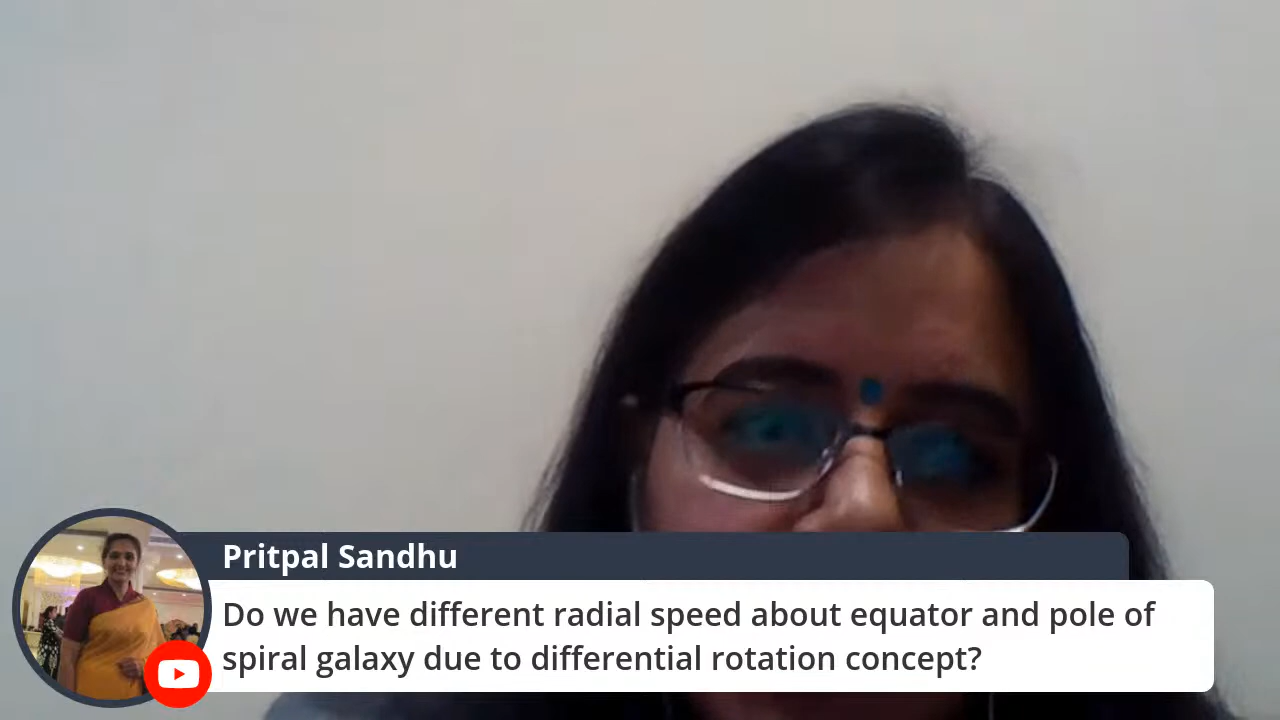 Pritpal Sandhu
Do we have different radial speed about equator and pole of
spiral galaxy due to differential rotation concept?